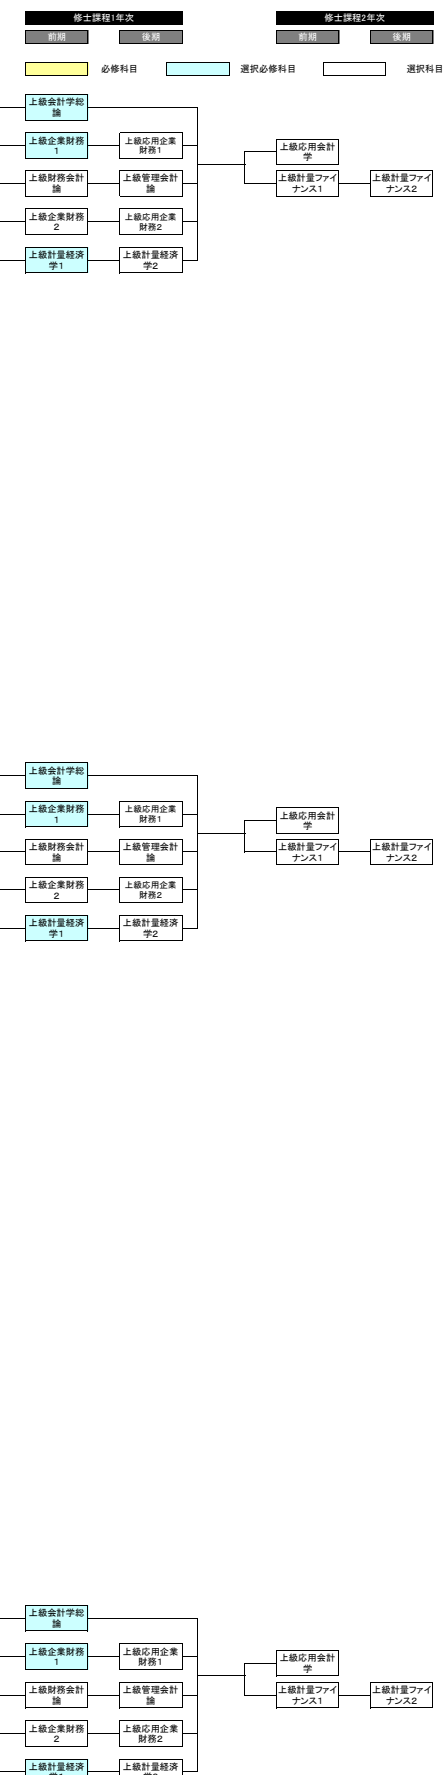 修士課程1年次 修士課程2年次
前期 後期 前期 後期
必修科目 選択必修科目 選択科目
上級会計学総
論
上級企業財務
1
上級応用企業
財務1
上級応用会計
学
上級財務会計
論
上級管理会計
論
上級計量ファイ
ナンス1
上級計量ファイ
ナンス2
上級企業財務
2
上級応用企業
財務2
上級計量経済
学1
上級計量経済
学2
上級会計学総
論
上級企業財務
1
上級応用企業
財務1
上級応用会計
学
上級財務会計
論
上級管理会計
論
上級計量ファイ
ナンス1
上級計量ファイ
ナンス2
上級企業財務
2
上級応用企業
財務2
上級計量経済
学1
上級計量経済
学2
上級会計学総
論
上級企業財務
1
上級応用企業
財務1
上級応用会計
学
上級財務会計
論
上級管理会計
論
上級計量ファイ
ナンス1
上級計量ファイ
ナンス2
上級企業財務
2
上級応用企業
財務2
上級計量経済
上級計量経済